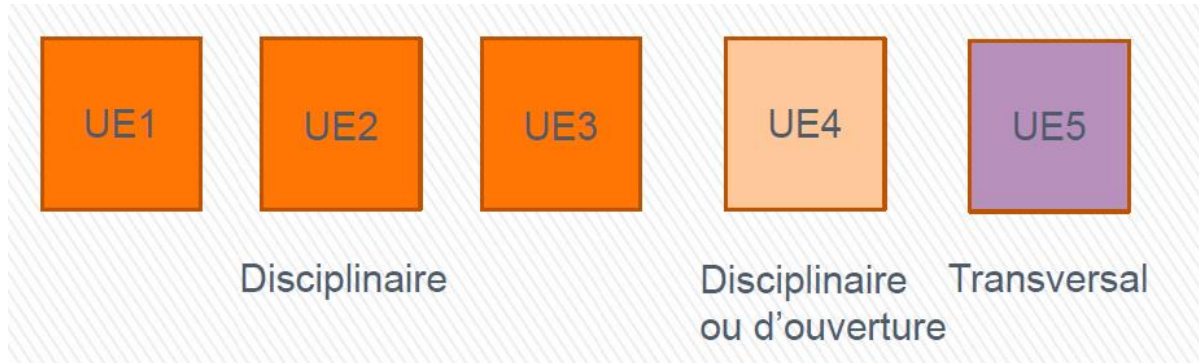 UE1
UE2
UE3
UE4
UE5
Disciplinaire
Disciplinaire
ou d'ouverture
Transversal